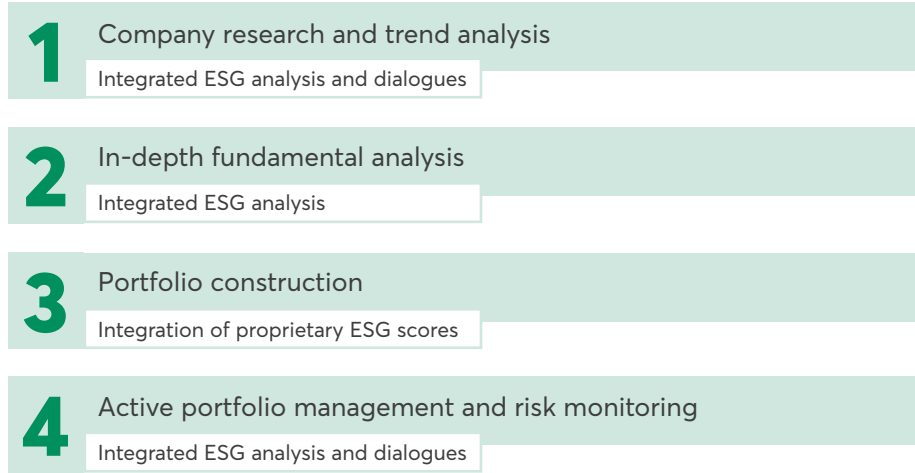 1
Company research and trend analysis
Integrated ESG analysis and dialogues
2
In-depth fundamental analysis
Integrated ESG analysis
3
Portfolio construction
Integration of proprietary ESG scores
4
Active portfolio management and risk monitoring
Integrated ESG analysis and dialogues